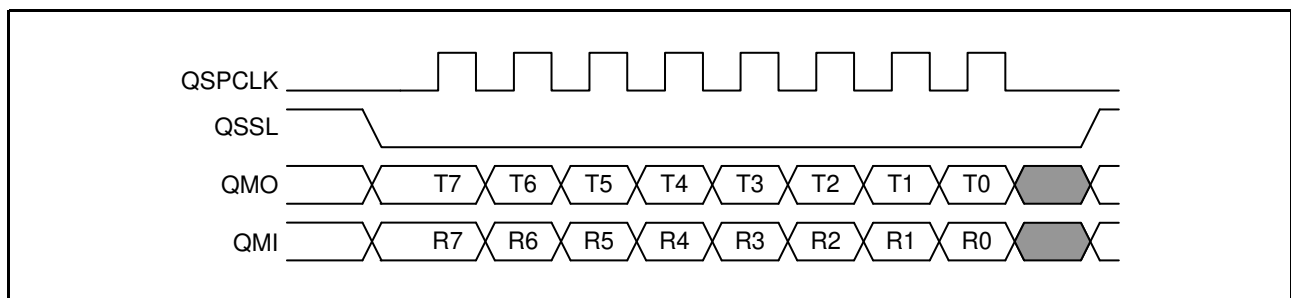 QSPCLK
QSSL
QMO T7 T6 T5 T4 T3 T2 T1 T0
QMI R7 R6 R5 R4 R3 R2 R1 R0